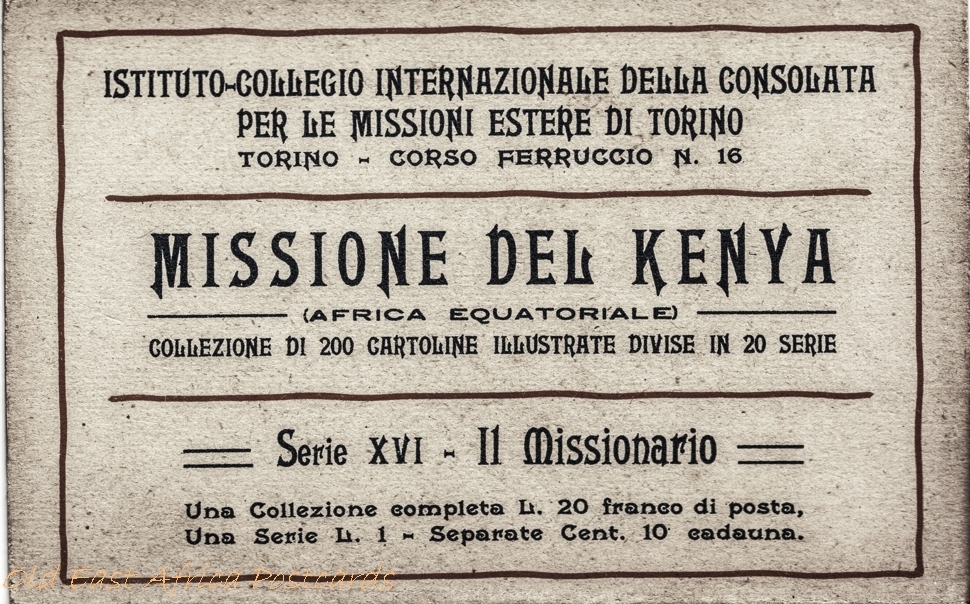 ISTITUTO-COLLEGIO INTERNAZIONALE DELLA CONSOLATA
PER LE MISSIONI ESTERE DI TORINO
TORINO - CORSO FERRUCCIO N. 16
MISSIONE DEL KENYA
(AFRICA EQUATORIALE)
COLLEZIONE DI 200 CARTOLINE ILLUSTRATE DIVISE IN 20 SERIE
Serie XVI - Il Missionario
Una Collezione completa L. 20 franco di posta,
Una Serie L. 1 - Separate Cent. 10 cadauna.
Old East Africa Postcards